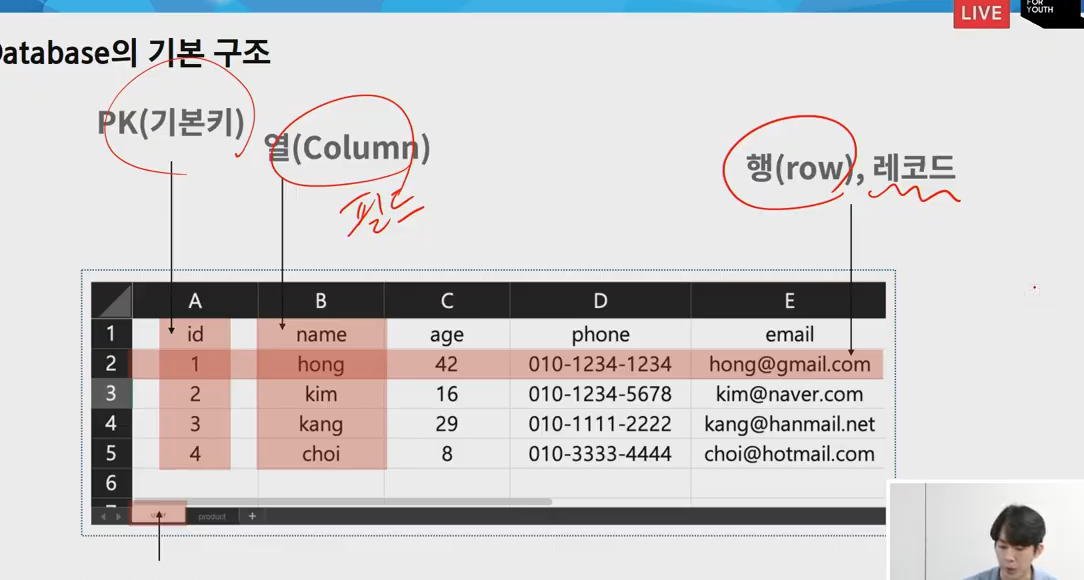 LIVE
FOR
YOUTH
Database의 기본 구조
PK(기본키)
열(Column)
필드
행(row), 레코드
A B C D E
1 id name age phone email
2 1 hong 42 010-1234-1234 hong@gmail.com
3 2 kim 16 010-1234-5678 kim@naver.com
4 3 kang 29 010-1111-2222 kang@hanmail.net
5 4 choi 8 010-3333-4444 choi@hotmail.com
6
product +